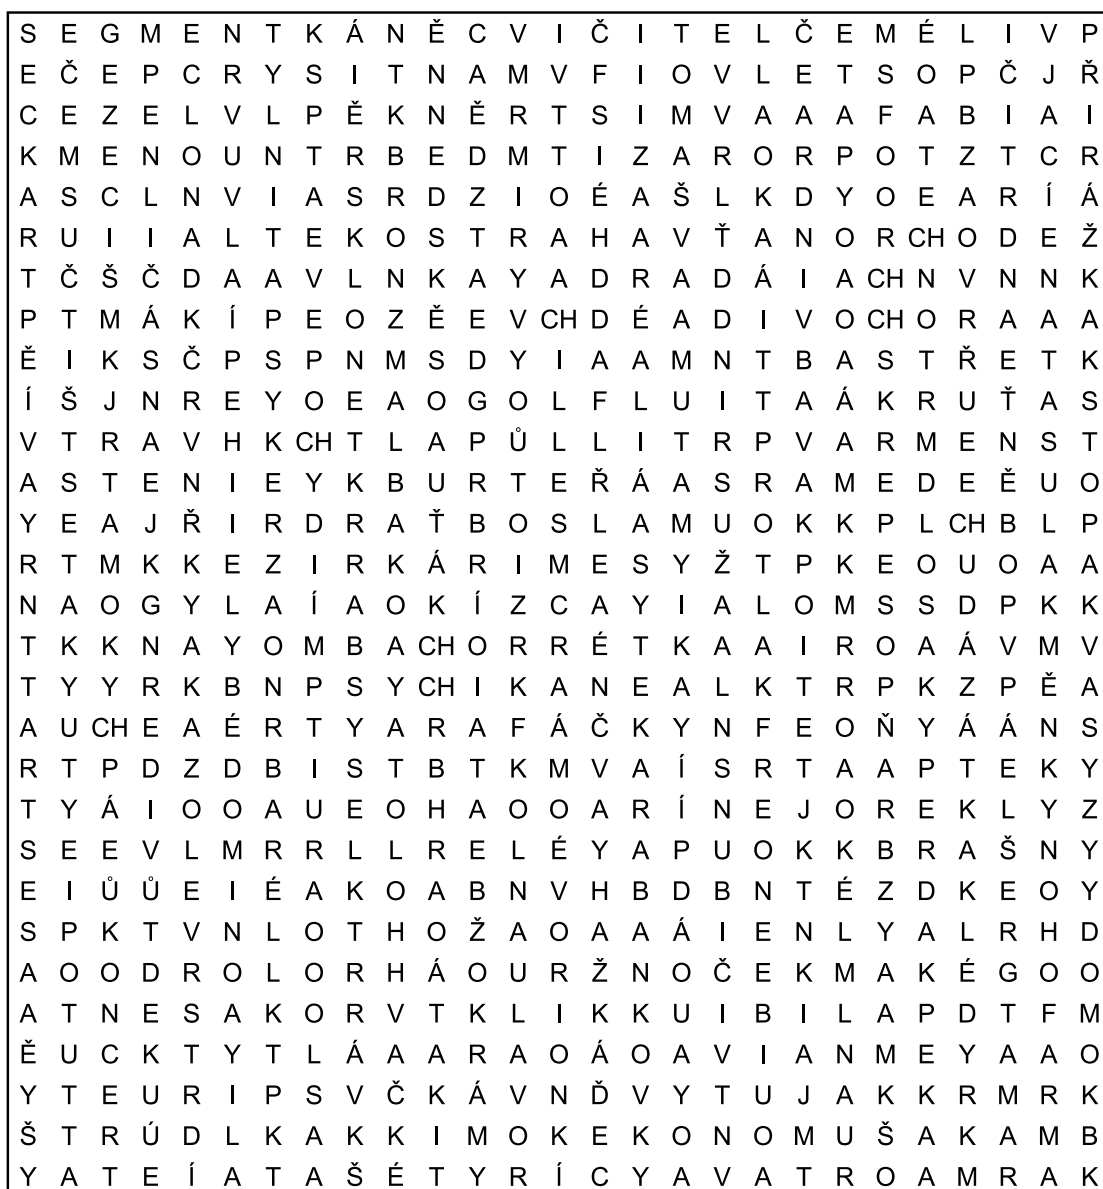 S E G M E N T K Á N Ě C V I Č I T E L Č E M É L I V P
E Č E P C R Y S I T N A M V F I O V L E T S O P Č J Ř
C E Z E L V L P Ě K N Ě R T S I M V A A A F A B I A I
K M E N O U N T R B E D M T I Z A R O R P O T Z T C R
A S C L N V I A S R D Z I O É A Š L K D Y O E A R Í Á
R U I I A L T E K O S T R A H A V Ť A N O R CH O D E Ž
T Č Š Č D A A V L N K A Y A D R A D Á I A CH N V N N K
P T M Á K Í P E O Z Ě E V CH D É A D I V O CH O R A A A
Ě I K S Č P S P N M S D Y I A A M N T B A S T Ř E T K
Í Š J N R E Y O E A O G O L F L U I T A Á K R U Ť A S
V T R A V H K CH T L A P Ů L L I T R P V A R M E N S T
A S T E N I E Y K B U R T E Ř Á A S R A M E D E Ě U O
Y E A J Ř I R D R A Ť B O S L A M U O K K P L CH B L P
R T M K K E Z I R K Á R I M E S Y Ž T P K E O U O A A
N A O G Y L A Í A O K Í Z C A Y I A L O M S S D P K K
T K K N A Y O M B A CH O R R É T K A A I R O A Á V M V
T Y Y R K B N P S Y CH I K A N E A L K T R P K Z P Ě A
A U CH E A É R T Y A R A F Á Č K Y N F E O Ň Y Á Á N S
R T P D Z D B I S T B T K M V A Í S R T A A P T E K Y
T Y Á I O O A U E O H A O O A R Í N E J O R E K L Y Z
S E E V L M R R L L R E L É Y A P U O K K B R A Š N Y
E I Ů Ů E I É A K O A B N V H B D B N T É Z D K E O Y
S P K T V N L O T H O Ž A O A A Á I E N L Y A L R H D
A O O D R O L O R H Á O U R Ž N O Č E K M A K É G O O
A T N E S A K O R V T K L I K K U I B I L A P D T F M
Ě U C K T Y T L Á A A R A O Á O A V I A N M E Y A A O
Y T E U R I P S V Č K Á V N Ď V Y T U J A K K R M R K
Š T R Ú D L K A K K I M O K E K O N O M U Š A K A M B
Y A T E Í A T A Š É T Y R Í C Y A V A T R O A M R A K